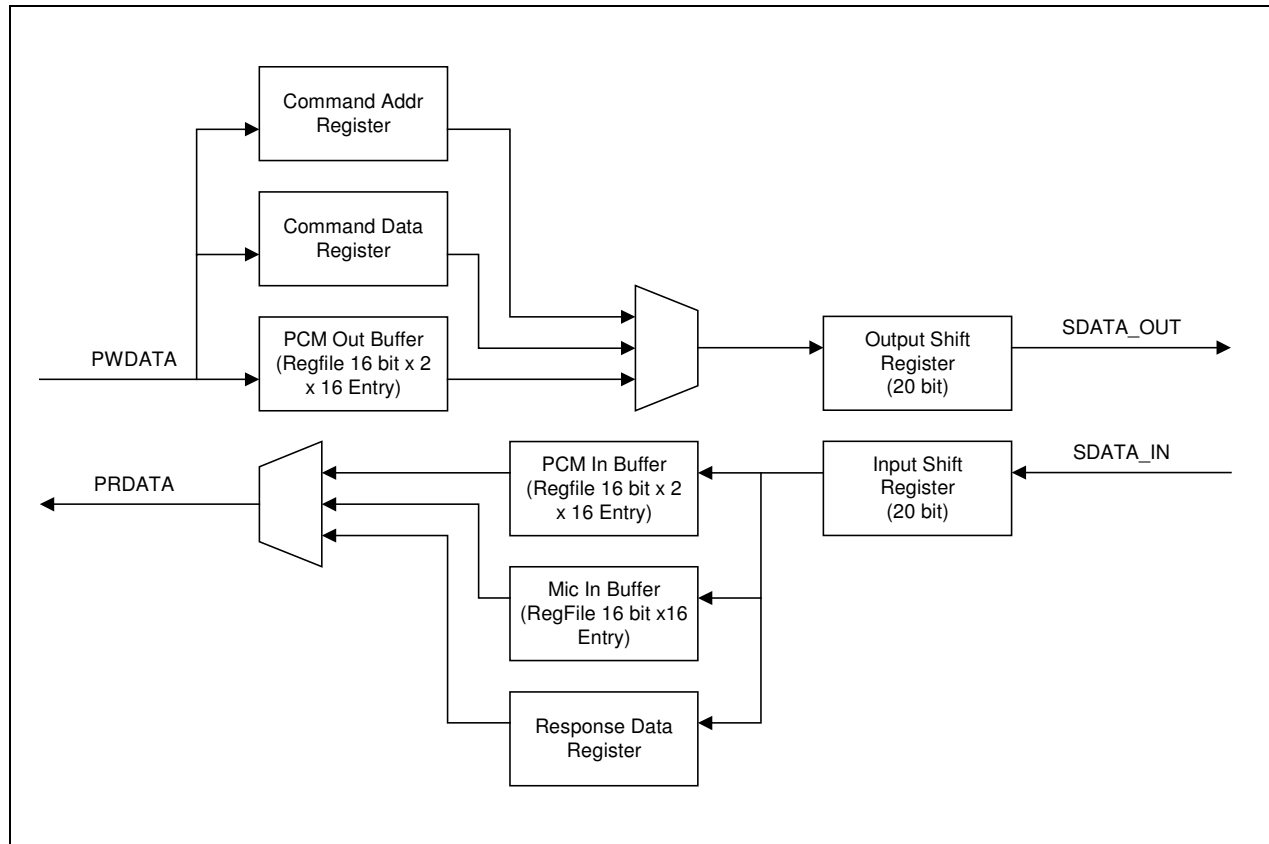 Command Addr
Register
Command Data
Register
PWDATA
PCM Out Buffer
(Regfile 16 bit x 2
x 16 Entry)
Output Shift
Register
(20 bit)
SDATA_OUT
PRDATA
PCM In Buffer
(Regfile 16 bit x 2
x 16 Entry)
Input Shift
Register
(20 bit)
SDATA_IN
Mic In Buffer
(RegFile 16 bit x16
Entry)
Response Data
Register